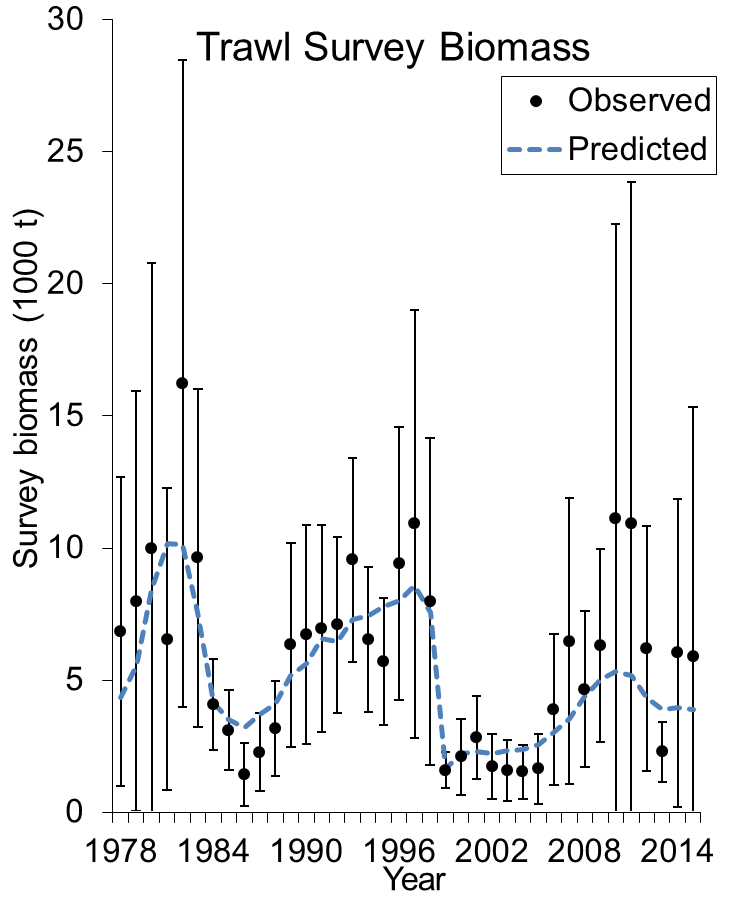 Trawl Survey Biomass
Observed
Predicted
Survey biomass (1000 t)
30
25
20
15
10
5
0
1978 1984 1990 1996 2002 2008 2014
Year